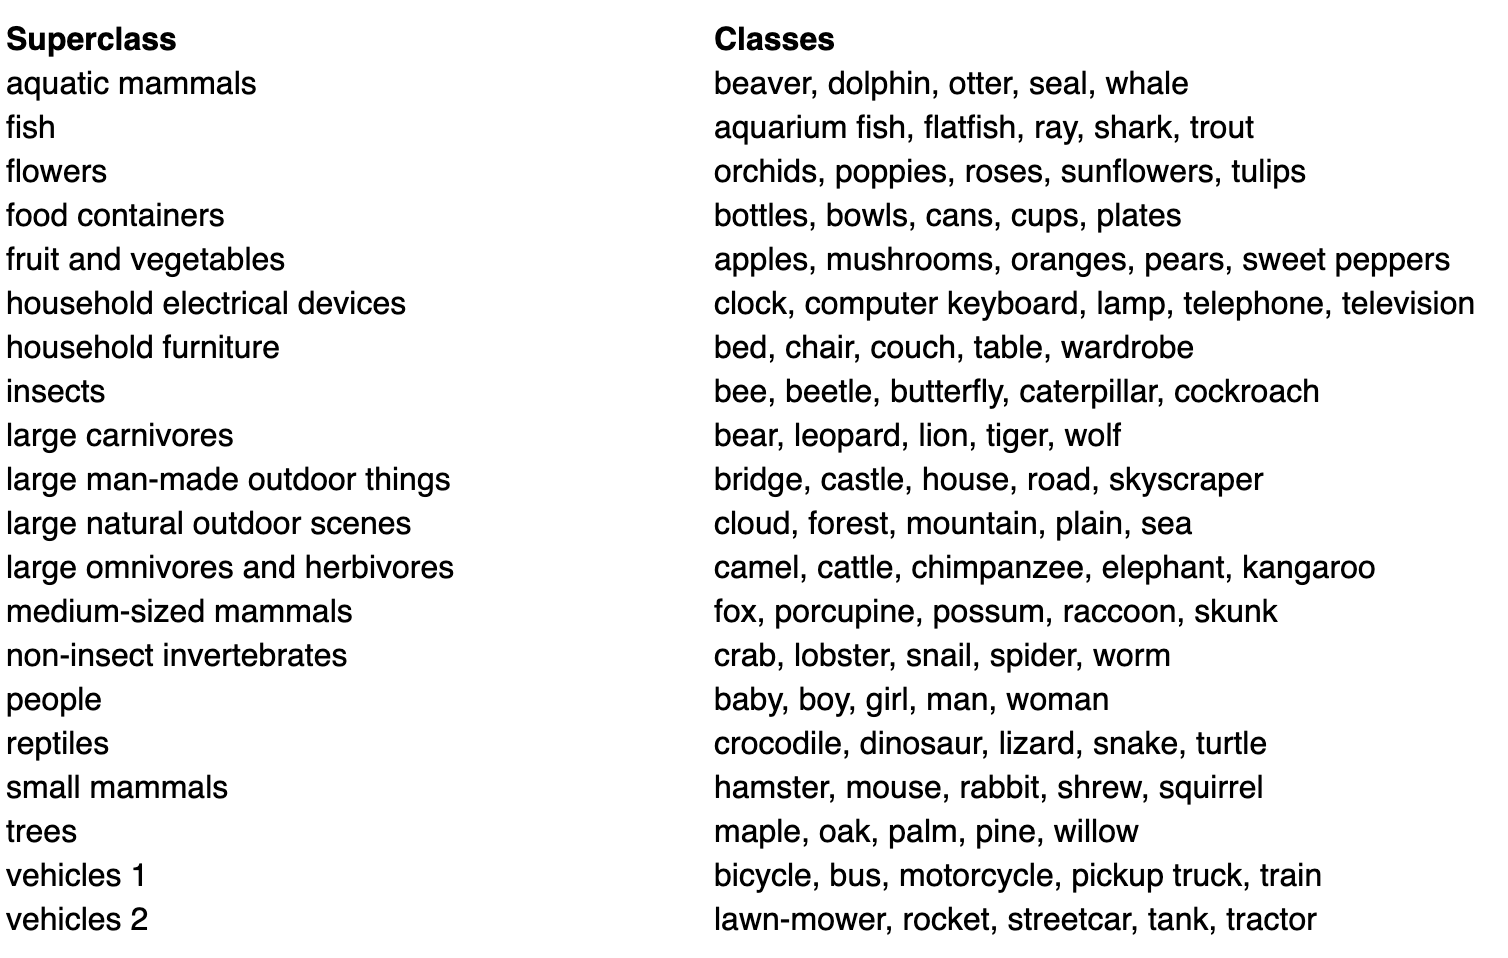 Superclass Classes
aquatic mammals beaver, dolphin, otter, seal, whale
fish aquarium fish, flatfish, ray, shark, trout
flowers orchids, poppies, roses, sunflowers, tulips
food containers bottles, bowls, cans, cups, plates
fruit and vegetables apples, mushrooms, oranges, pears, sweet peppers
household electrical devices clock, computer keyboard, lamp, telephone, television
household furniture bed, chair, couch, table, wardrobe
insects bee, beetle, butterfly, caterpillar, cockroach
large carnivores bear, leopard, lion, tiger, wolf
large man-made outdoor things bridge, castle, house, road, skyscraper
large natural outdoor scenes cloud, forest, mountain, plain, sea
large omnivores and herbivores camel, cattle, chimpanzee, elephant, kangaroo
medium-sized mammals fox, porcupine, possum, raccoon, skunk
non-insect invertebrates crab, lobster, snail, spider, worm
people baby, boy, girl, man, woman
reptiles crocodile, dinosaur, lizard, snake, turtle
small mammals hamster, mouse, rabbit, shrew, squirrel
trees maple, oak, palm, pine, willow
vehicles 1 bicycle, bus, motorcycle, pickup truck, train
vehicles 2 lawn-mower, rocket, streetcar, tank, tractor